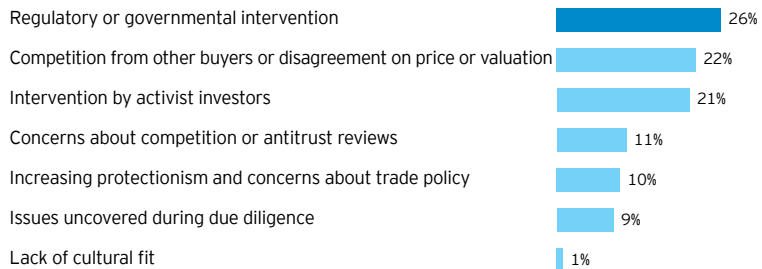 Regulatory or governmental intervention 26%
Competition from other buyers or disagreement on price or valuation 22%
Intervention by activist investors 21%
Concerns about competition or antitrust reviews 11%
Increasing protectionism and concerns about trade policy 10%
Issues uncovered during due diligence 9%
Lack of cultural fit 1%